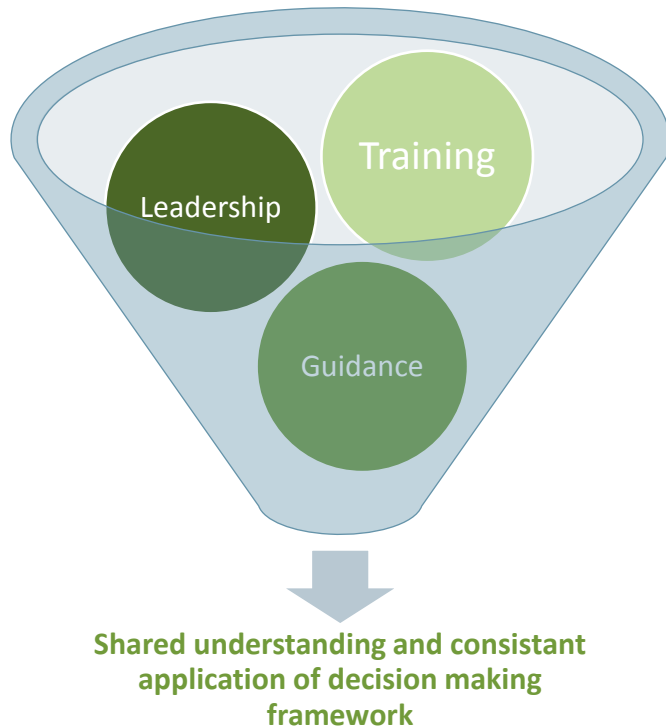 Training
Leadership
Guidance
Shared understanding and consistant
application of decision making
framework